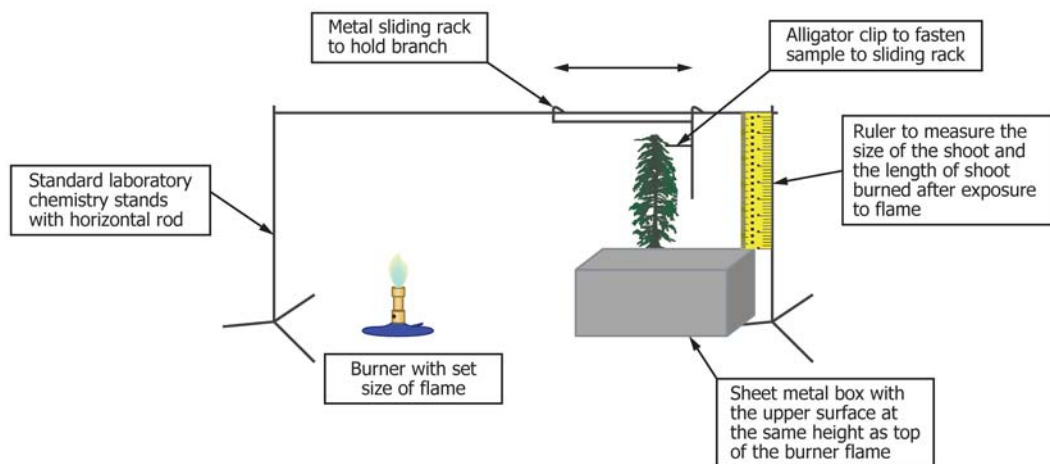 Metal sliding rack
to hold branch
Alligator clip to fasten
sample to sliding rack
Ruler to measure the
size of the shoot and
the length of shoot
burned after exposure
to flame
Standard laboratory
chemistry stands
with horizontal rod
Burner with set
size of flame
Sheet metal box with
the upper surface at
the same height as top
of the burner flame